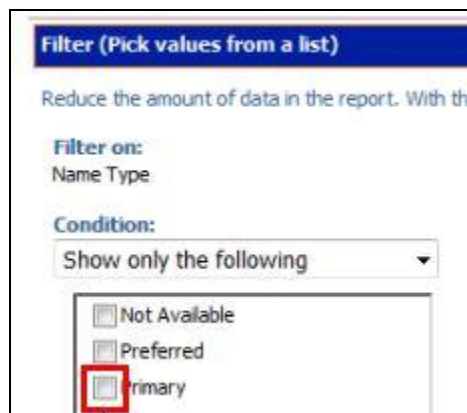 Filter (Pick values from a list)
Reduce the amount of data in the report. With th
Filter on:
Name Type
Condition:
Show only the following
Not Available
Preferred
Primary